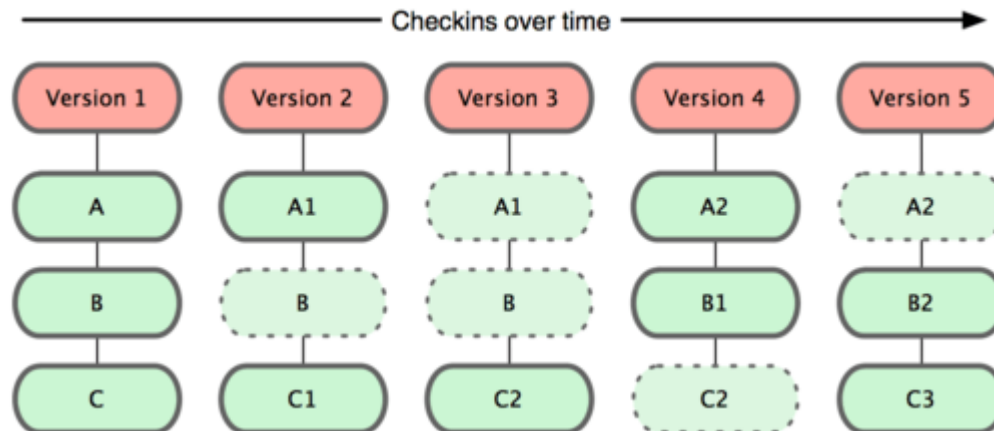 Checkins over time
Version 1 Version 2 Version 3 Version 4 Version 5
A A1 A1 A2 A2
B B B B1 B2
C C1 C2 C2 C3